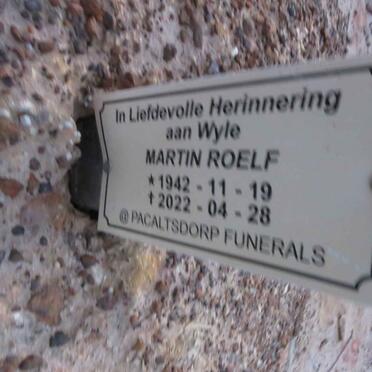 In Liefdevolle Herinnering
aan Wyle
MARTIN ROELF
★1942 - 11 - 19
†2022 - 04 - 28
@ PACALTSDORP FUNERALS